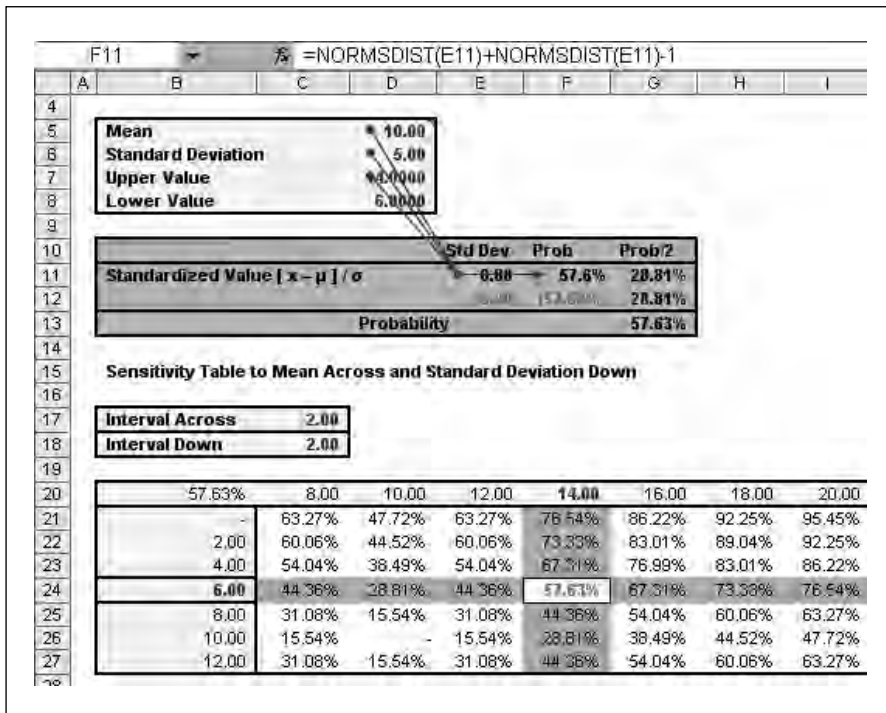 F11 fx =NORMSDIST(E11)+NORMSDIST(E11)-1
A B C D E F G H I
4
5 Mean 10.00
6 Standard Deviation 5.00
7 Upper Value 14.0000
8 Lower Value 6.0000
9
10 Std Dev Prob Prob/2
11 Standardized Value [ x – μ ] / σ 0.80 57.6% 28.81%
12 28.81%
13 Probability 57.63%
14
15 Sensitivity Table to Mean Across and Standard Deviation Down
16
17 Interval Across 2.00
18 Interval Down 2.00
19
20 57.63% 8.00 10.00 12.00 14.00 16.00 18.00 20.00
21 - 63.27% 47.72% 63.27% 76.54% 86.22% 92.25% 95.45%
22 2.00 60.06% 44.52% 60.06% 73.33% 83.01% 89.04% 92.25%
23 4.00 54.04% 38.49% 54.04% 67.31% 76.99% 83.01% 86.22%
24 6.00 44.36% 28.81% 44.36% 57.63% 67.31% 73.33% 76.54%
25 8.00 31.08% 15.54% 31.08% 44.36% 54.04% 60.06% 63.27%
26 10.00 15.54% - 15.54% 28.81% 38.49% 44.52% 47.72%
27 12.00 31.08% 15.54% 31.08% 44.36% 54.04% 60.06% 63.27%